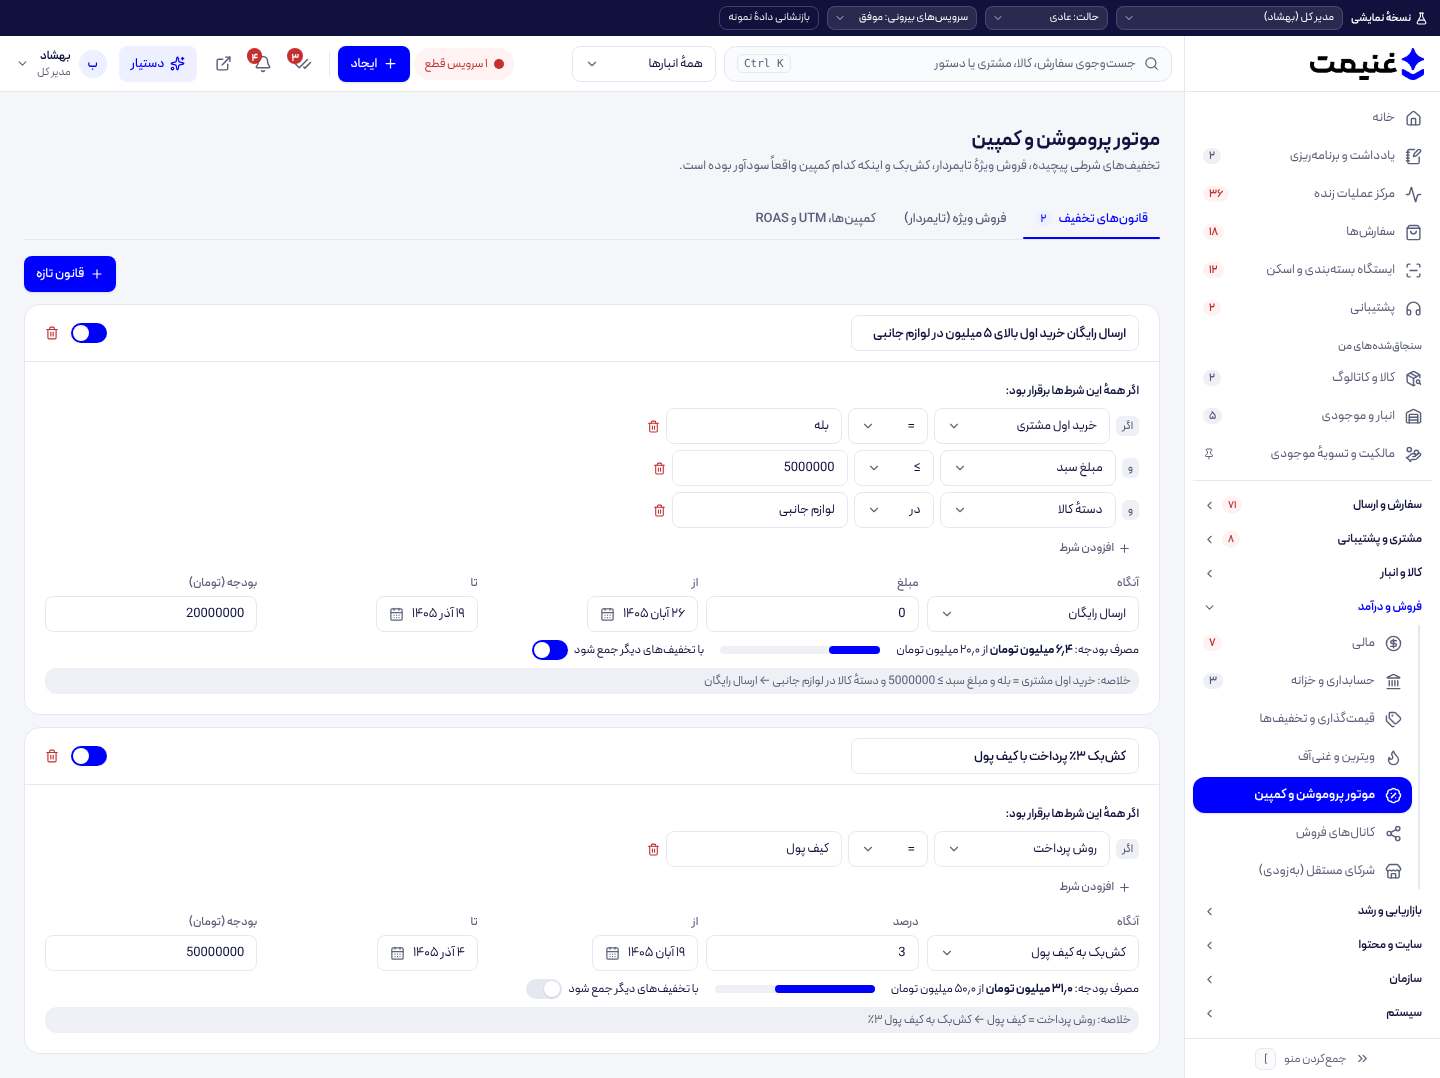 نسخهٔ نمایشی
مدیر کل (بهشاد)
حالت: عادی
سرویس‌های بیرونی: موفق
بازنشانی دادهٔ نمونه
غنیمت
جست‌وجوی سفارش، کالا، مشتری یا دستور
Ctrl K
همهٔ انبارها
۱ سرویس قطع
ایجاد
۳
۴
دستیار
ب
بهشاد
مدیر کل
خانه
یادداشت و برنامه‌ریزی ۲
مرکز عملیات زنده ۳۶
سفارش‌ها ۱۸
ایستگاه بسته‌بندی و اسکن ۱۲
پشتیبانی ۲
سنجاق‌شده‌های من
کالا و کاتالوگ ۲
انبار و موجودی ۵
مالکیت و تسویهٔ موجودی
سفارش و ارسال ۷۱
مشتری و پشتیبانی ۸
کالا و انبار
فروش و درآمد
مالی ۷
حسابداری و خزانه ۳
قیمت‌گذاری و تخفیف‌ها
ویترین و غنی‌آف
موتور پروموشن و کمپین
کانال‌های فروش
شرکای مستقل (به‌زودی)
بازاریابی و رشد
سایت و محتوا
سازمان
سیستم
جمع‌کردن منو [
موتور پروموشن و کمپین
تخفیف‌های شرطی پیچیده، فروش ویژهٔ تایمردار، کش‌بک و اینکه کدام کمپین واقعاً سودآور بوده است.
قانون‌های تخفیف ۲
فروش ویژه (تایمردار)
کمپین‌ها، UTM و ROAS
قانون تازه
ارسال رایگان خرید اول بالای ۵ میلیون در لوازم جانبی
اگر همهٔ این شرط‌ها برقرار بود:
اگر خرید اول مشتری = بله
و مبلغ سبد ≥ 5000000
و دستهٔ کالا در لوازم جانبی
افزودن شرط
آنگاه مبلغ از تا بودجه (تومان)
ارسال رایگان 0 ۲۶ آبان ۱۴۰۵ ۱۹ آذر ۱۴۰۵ 20000000
مصرف بودجه: ۶٫۴ میلیون تومان از ۲۰٫۰ میلیون تومان
با تخفیف‌های دیگر جمع شود
خلاصه: خرید اول مشتری = بله و مبلغ سبد ≥ 5000000 و دستهٔ کالا در لوازم جانبی ← ارسال رایگان
کش‌بک ۳٪ پرداخت با کیف پول
اگر همهٔ این شرط‌ها برقرار بود:
اگر روش پرداخت = کیف پول
افزودن شرط
آنگاه درصد از تا بودجه (تومان)
کش‌بک به کیف پول 3 ۱۹ آبان ۱۴۰۵ ۴ آذر ۱۴۰۵ 50000000
مصرف بودجه: ۳۱٫۰ میلیون تومان از ۵۰٫۰ میلیون تومان
با تخفیف‌های دیگر جمع شود
خلاصه: روش پرداخت = کیف پول ← کش‌بک به کیف پول ۳٪